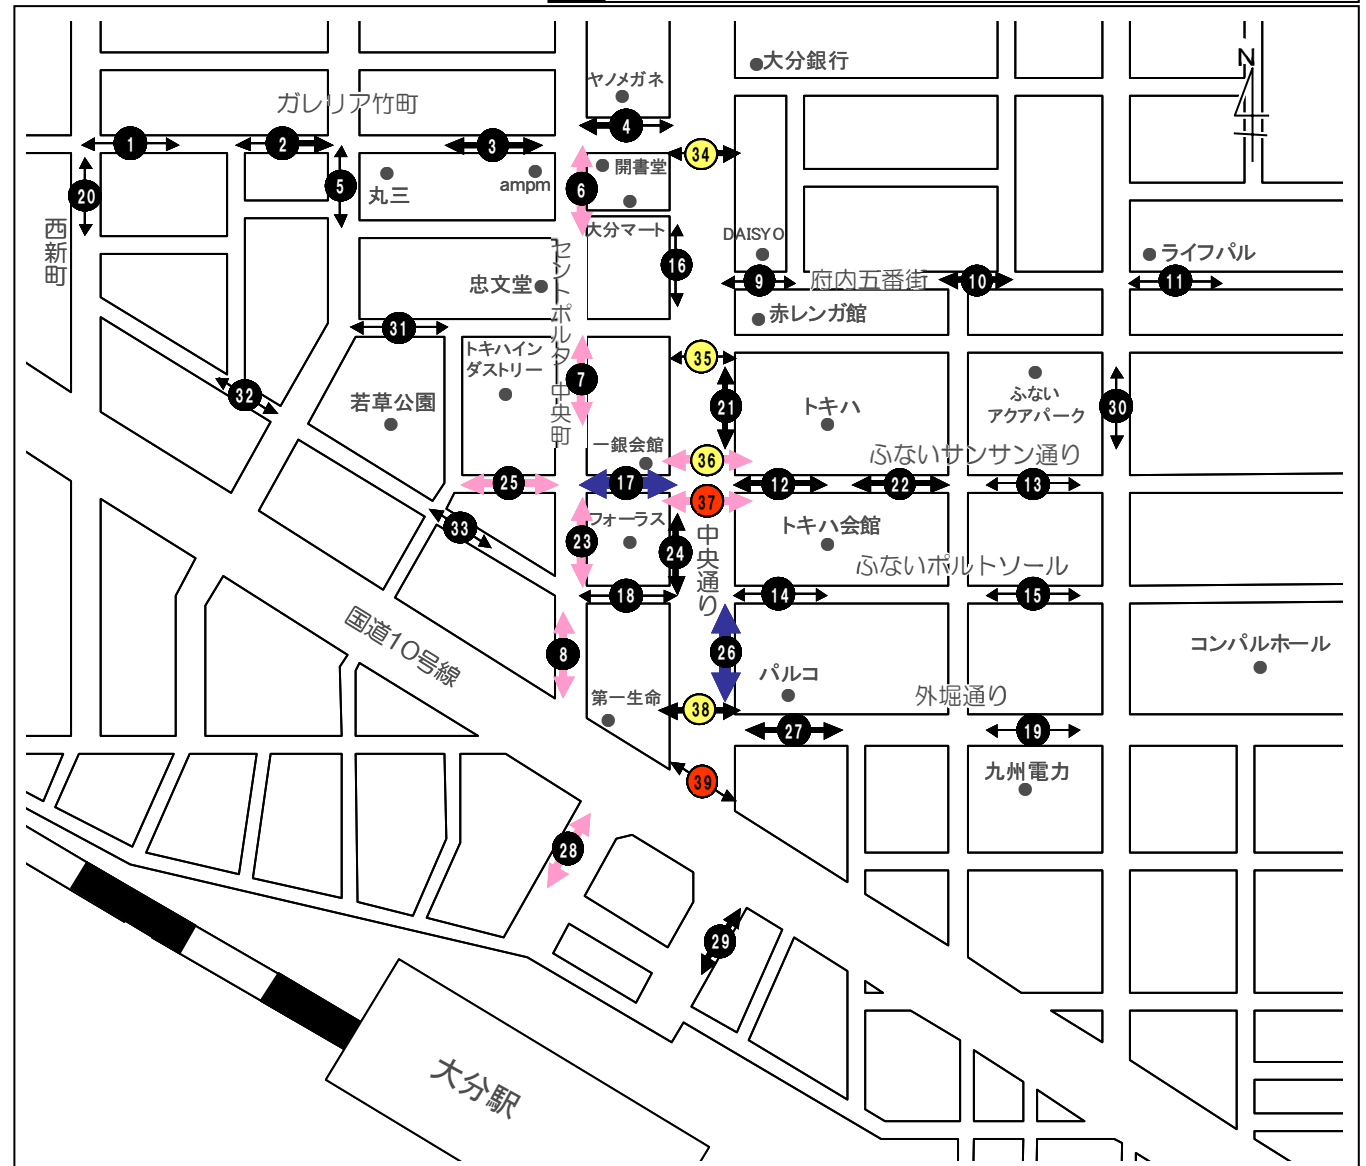 N
大分銀行
ヤノメガネ
ガレリア竹町
1
2
3
4
34
開書堂
20
5
丸三
ampm
6
西新町
大分マート
DAISYO
ライフパル
セントポルタ中央町
16
忠文堂
9
府内五番街
10
11
赤レンガ館
31
トキハイン
ダストリー
7
35
32
若草公園
21
トキハ
ふない
アクアパーク
30
一銀会館
36
ふないサンサン通り
25
17
12
22
13
37
33
23
フォーラス
24
中央通り
トキハ会館
ふないポルトソール
18
14
15
国道10号線
8
26
コンパルホール
第一生命
パルコ
38
外堀通り
27
19
39
九州電力
28
29
大分駅